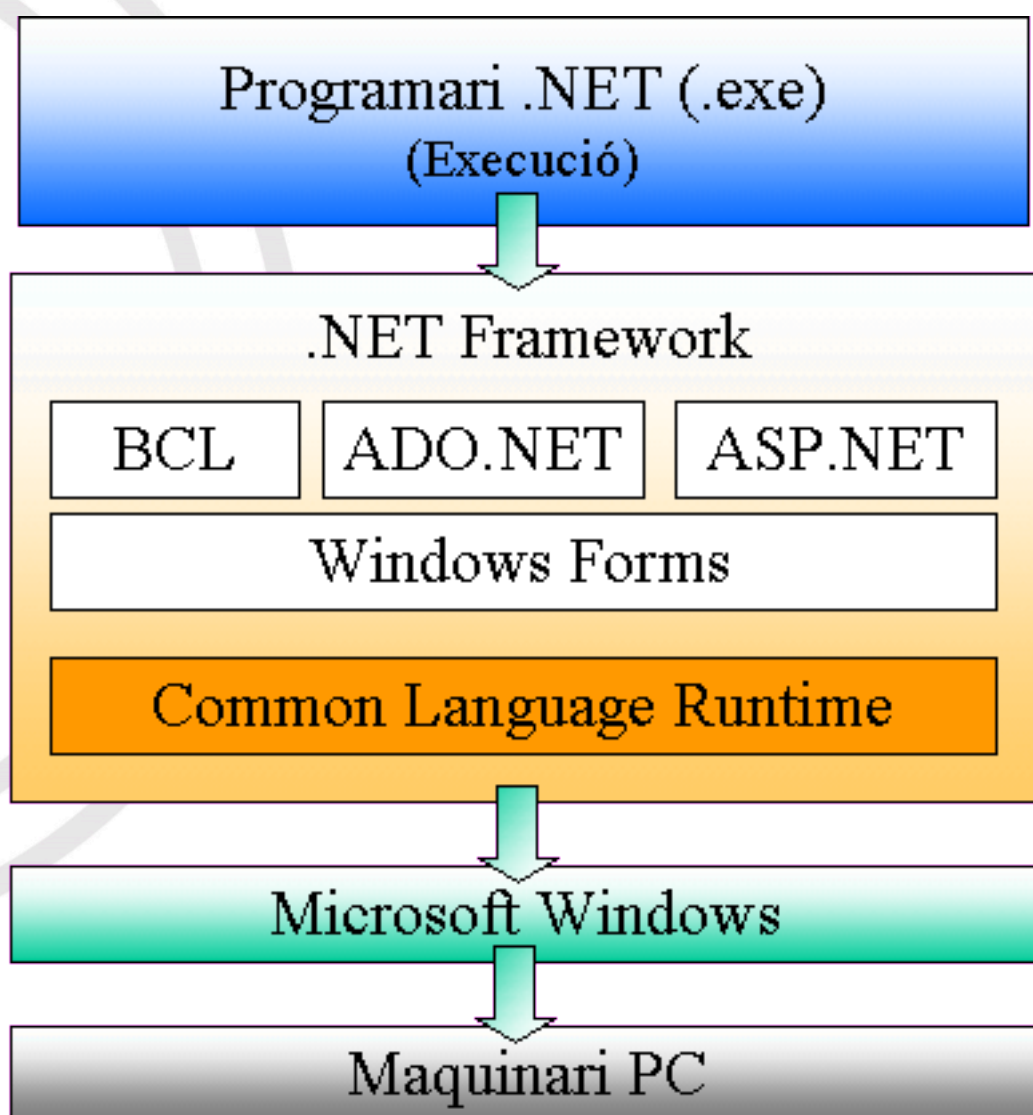 Programari .NET (.exe)
(Execució)
.NET Framework
BCL ADO.NET ASP.NET
Windows Forms
Common Language Runtime
Microsoft Windows
Maquinari PC